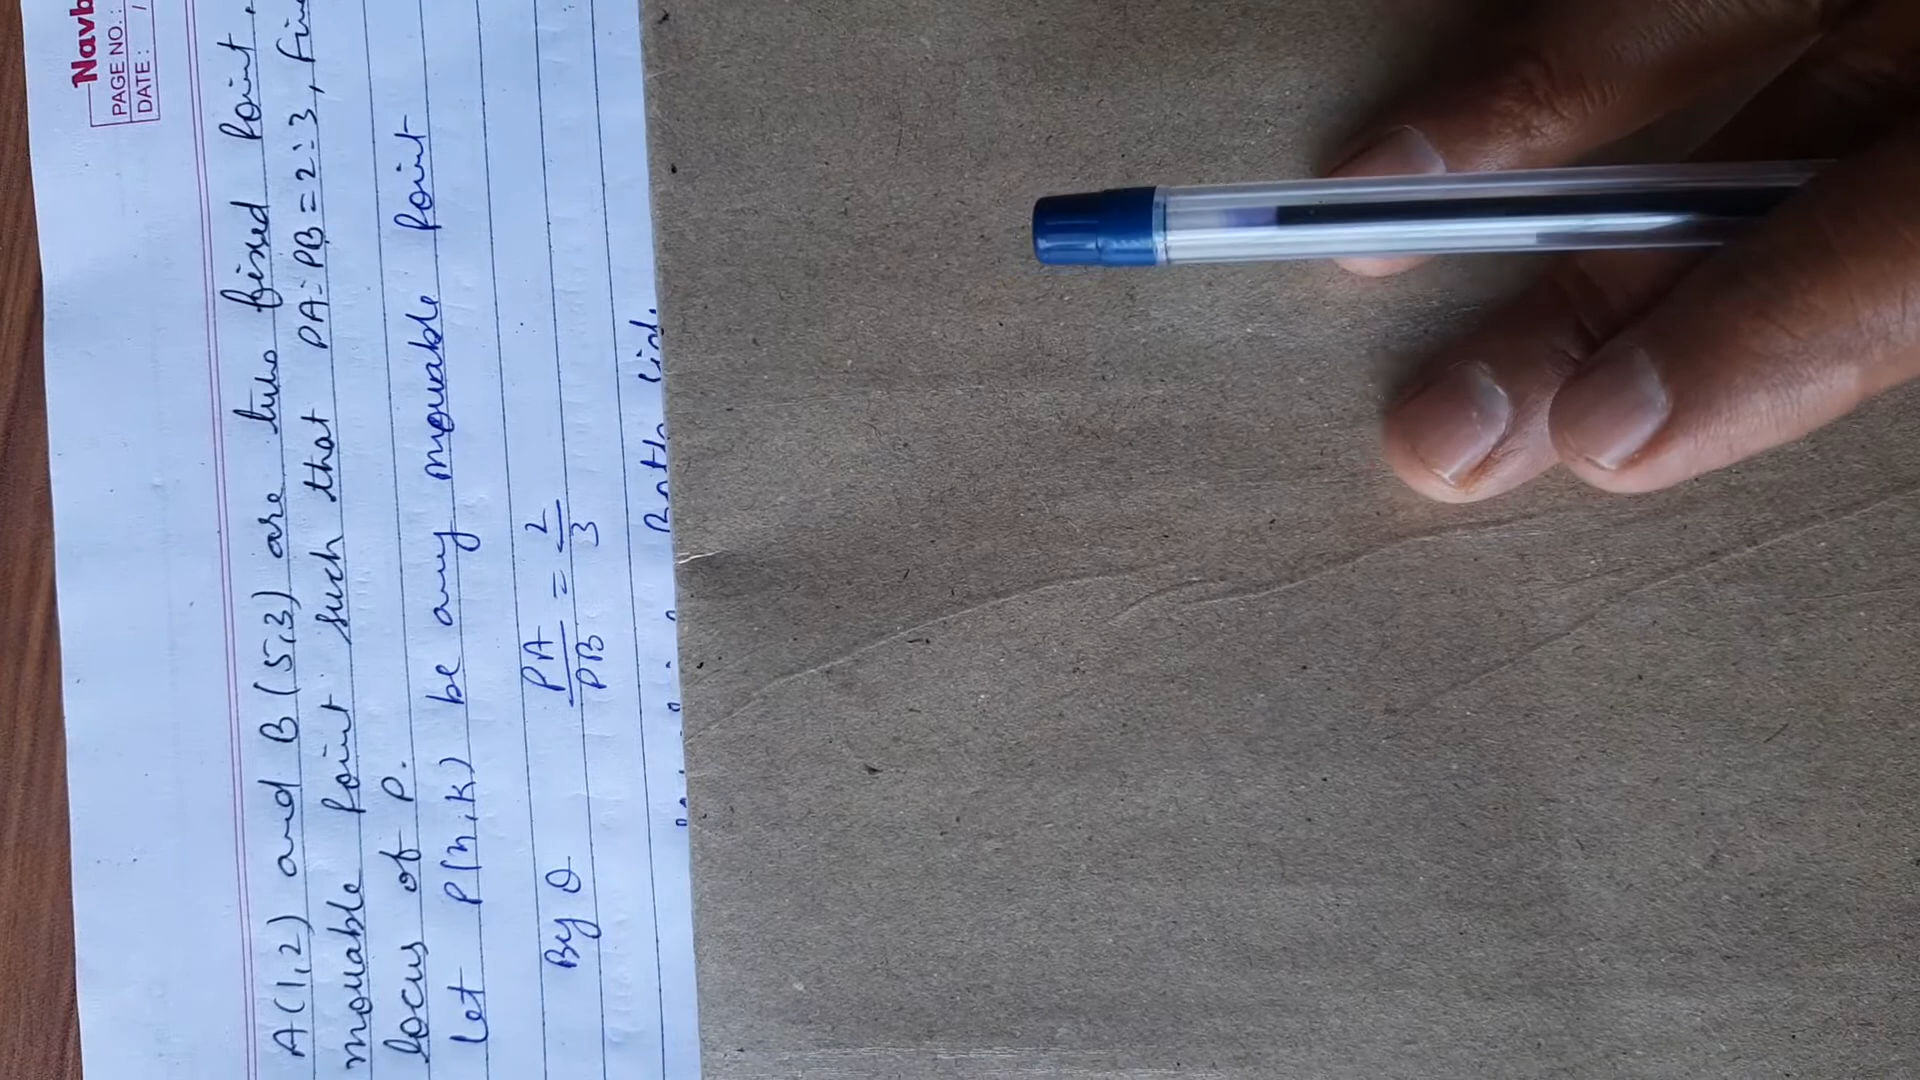 Navb
PAGE NO.:
DATE: /
A(1,2) and B(5,3) are two fixed point.
movable point such that PA:PB=2:3,
locus of P.
Let P(h,k) be any movable point
By Q PA/PB = 2/3
Both